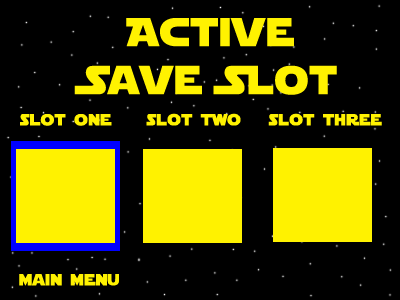 ACTIVE
SAVE SLOT
SLOT ONE SLOT TWO SLOT THREE
MAIN MENU